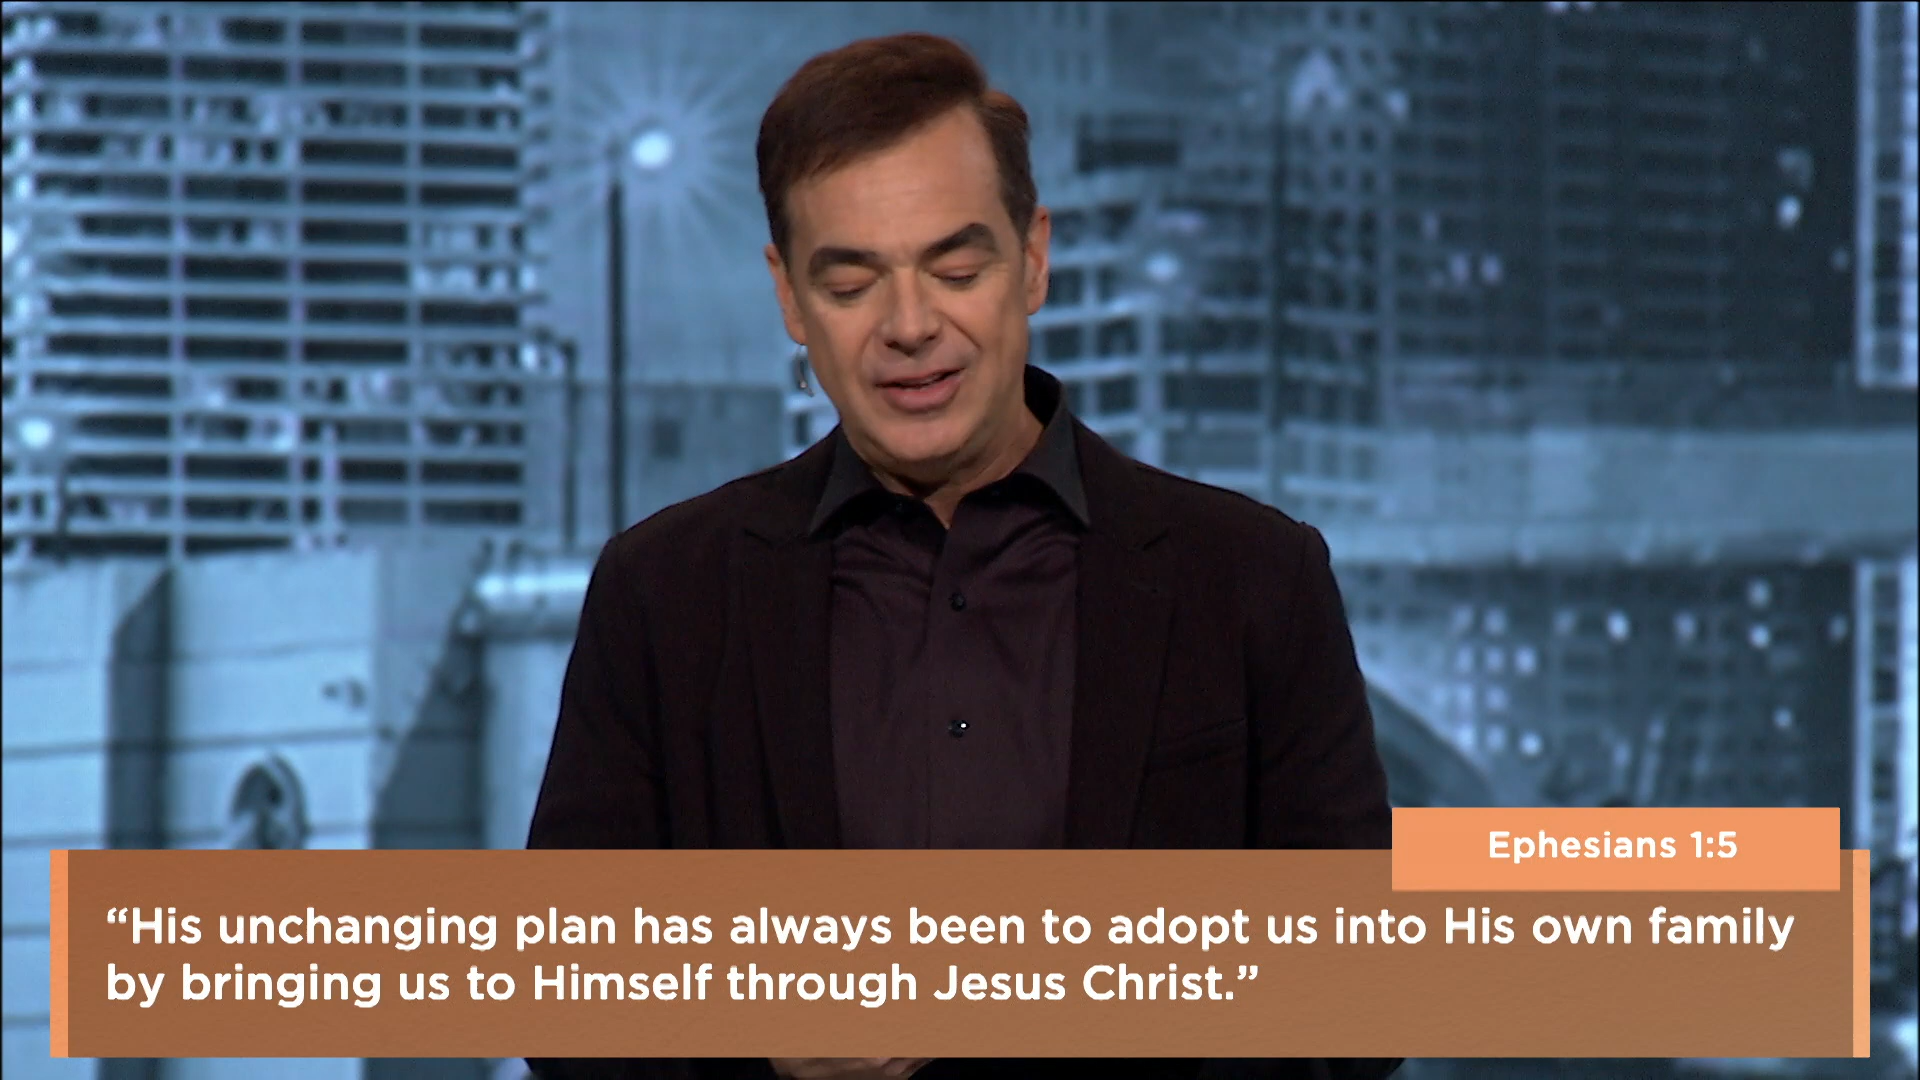 Ephesians 1:5
“His unchanging plan has always been to adopt us into His own family
by bringing us to Himself through Jesus Christ.”